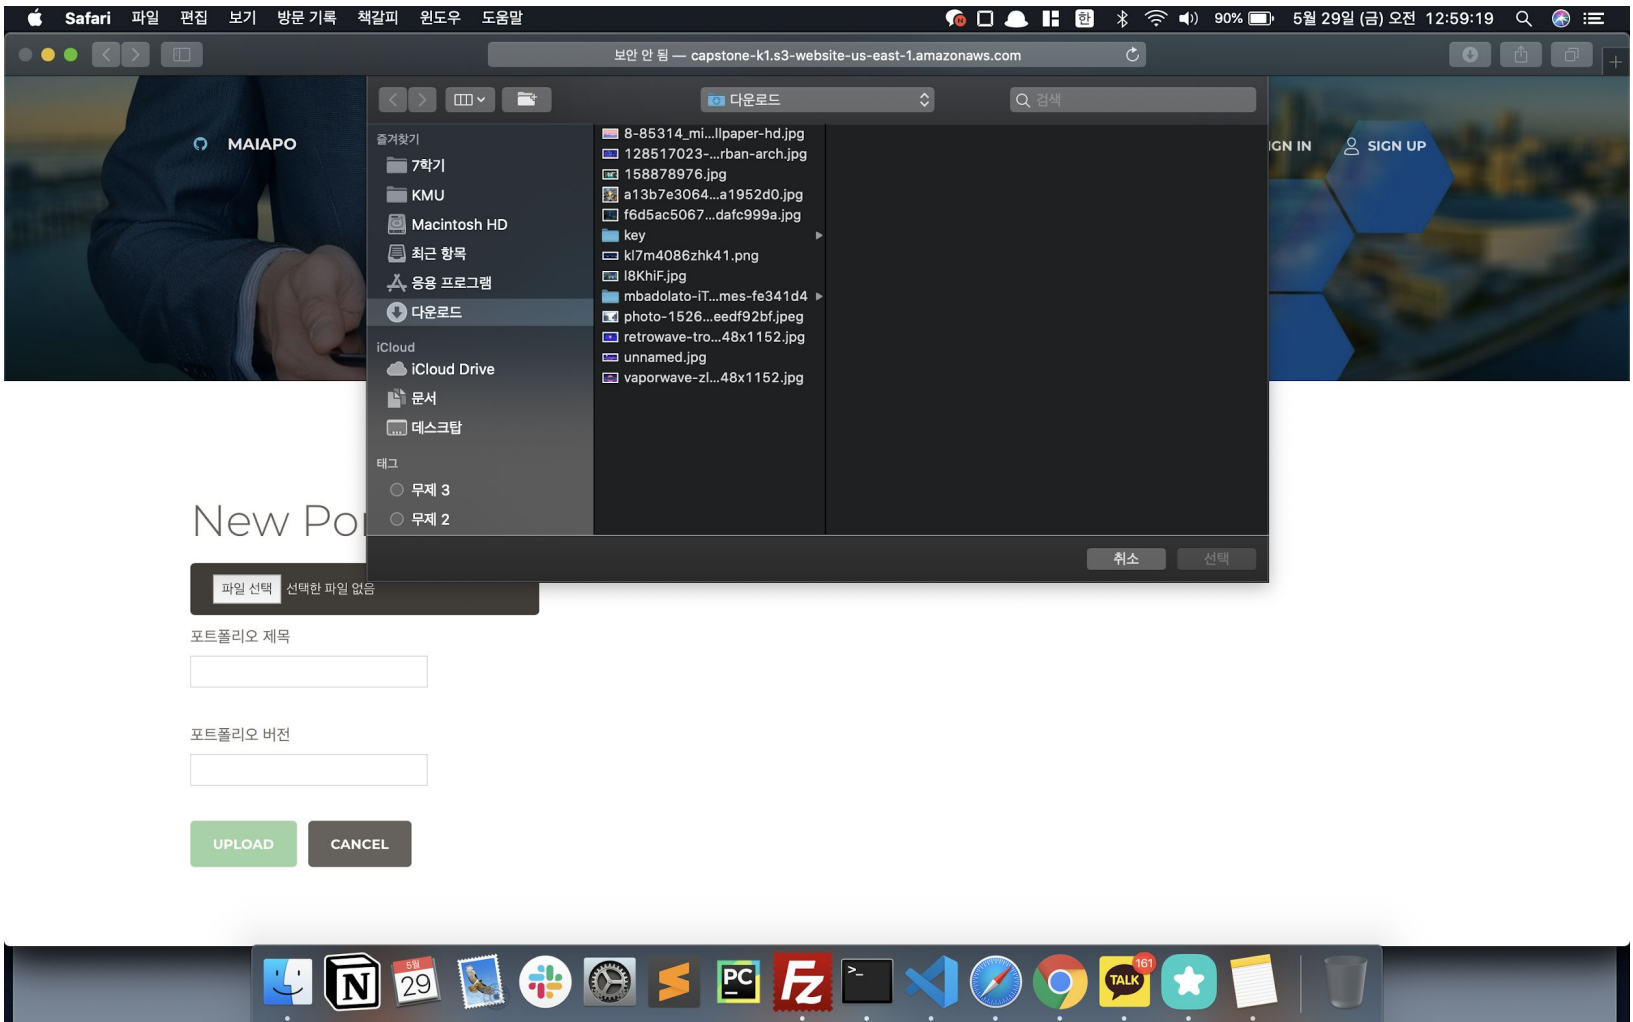 Safari 파일 편집 보기 방문 기록 책갈피 윈도우 도움말 한 90% 5월 29일 (금) 오전 12:59:19
보안 안 됨 — capstone-k1.s3-website-us-east-1.amazonaws.com
다운로드 검색
MAIAPO
IGN IN SIGN UP
즐겨찾기
7학기
KMU
Macintosh HD
최근 항목
응용 프로그램
다운로드
iCloud
iCloud Drive
문서
데스크탑
태그
무제 3
무제 2
8-85314_mi...llpaper-hd.jpg
128517023-...rban-arch.jpg
158878976.jpg
a13b7e3064...a1952d0.jpg
f6d5ac5067...dafc999a.jpg
key
kl7m4086zhk41.png
l8KhiF.jpg
mbadolato-iT...mes-fe341d4
photo-1526...eedf92bf.jpeg
retrowave-tro...48x1152.jpg
unnamed.jpg
vaporwave-zl...48x1152.jpg
취소 선택
New Por
파일 선택 선택한 파일 없음
포트폴리오 제목
포트폴리오 버전
UPLOAD CANCEL
N 5월 29 PC Fz >_ TALK 161